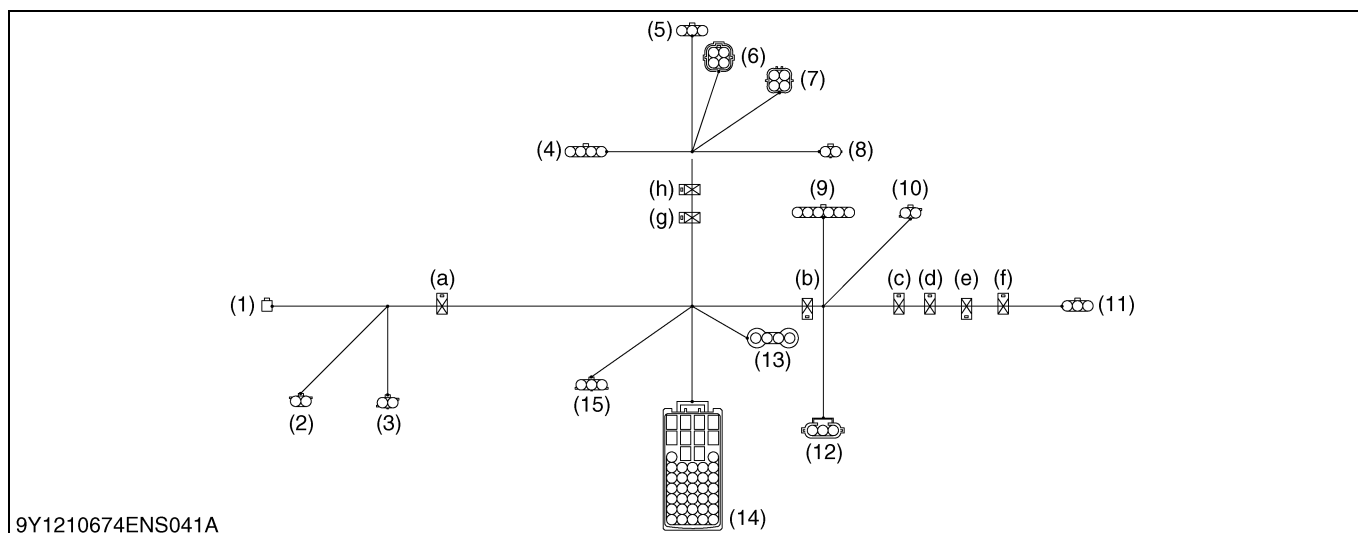 (5)
(6)
(7)
(4)
(8)
(h)
(9)
(10)
(g)
(a)
(b)
(c)
(d)
(e)
(f)
(1)
(11)
(13)
(15)
(2)
(3)
(12)
(14)
9Y1210674ENS041A